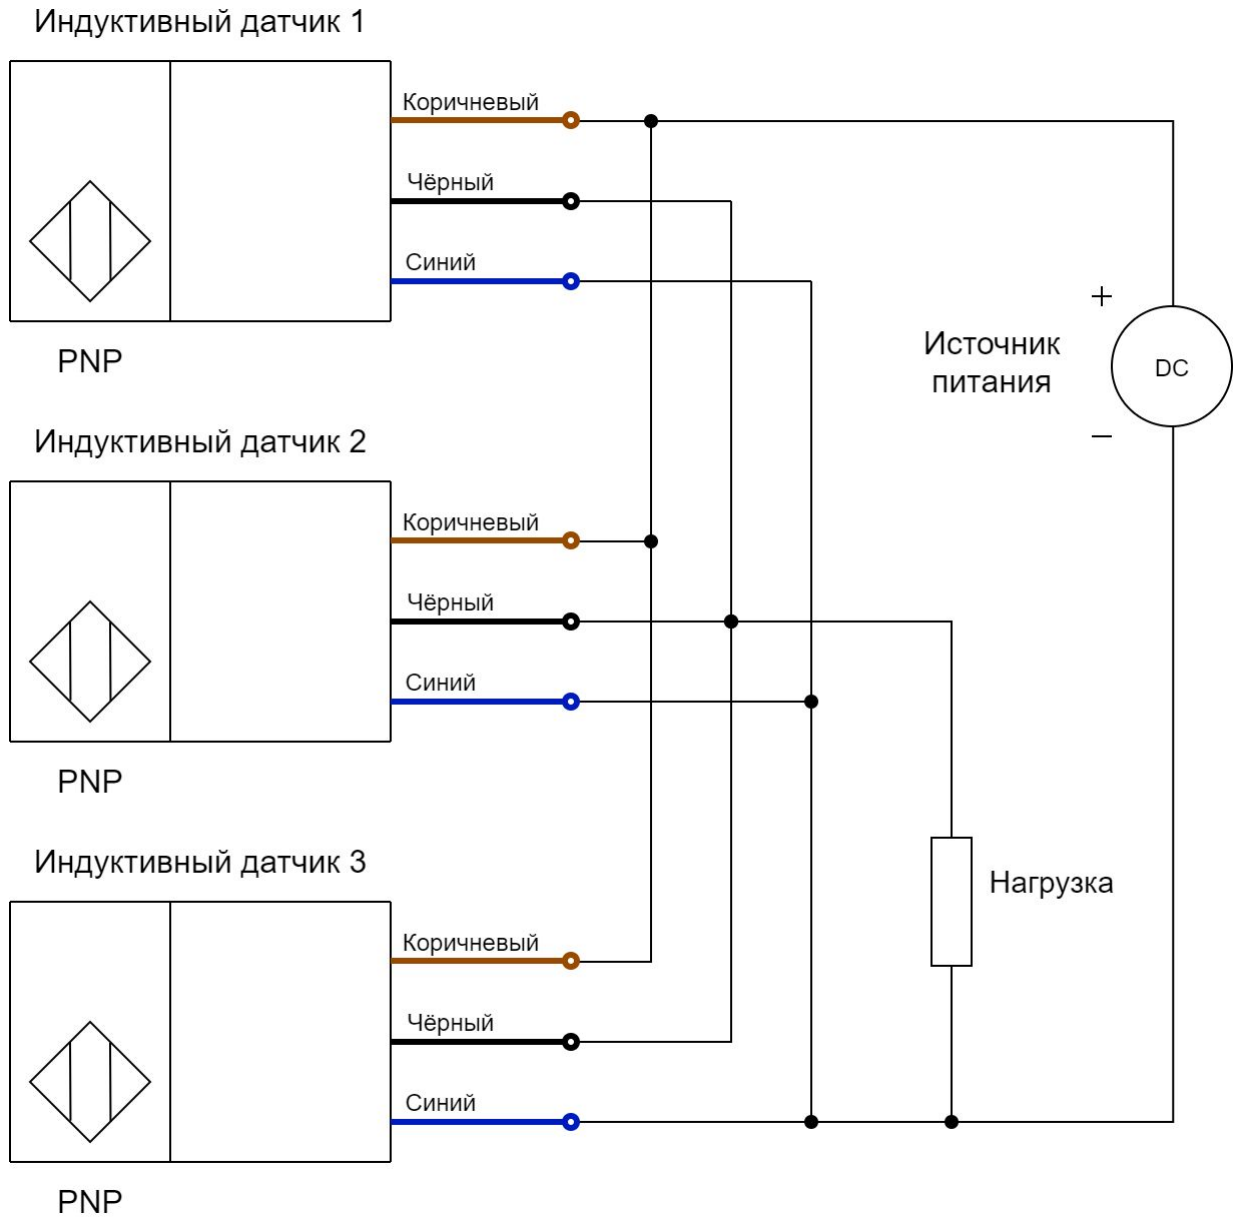 Индуктивный датчик 1
Коричневый
Чёрный
Синий
PNP
+
Источник
питания
DC
−
Индуктивный датчик 2
Коричневый
Чёрный
Синий
PNP
Индуктивный датчик 3
Нагрузка
Коричневый
Чёрный
Синий
PNP